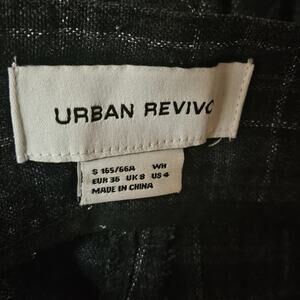 URBAN REVIVO
S 165/66A WH
EUR 36 UK 8 US 4
MADE IN CHINA